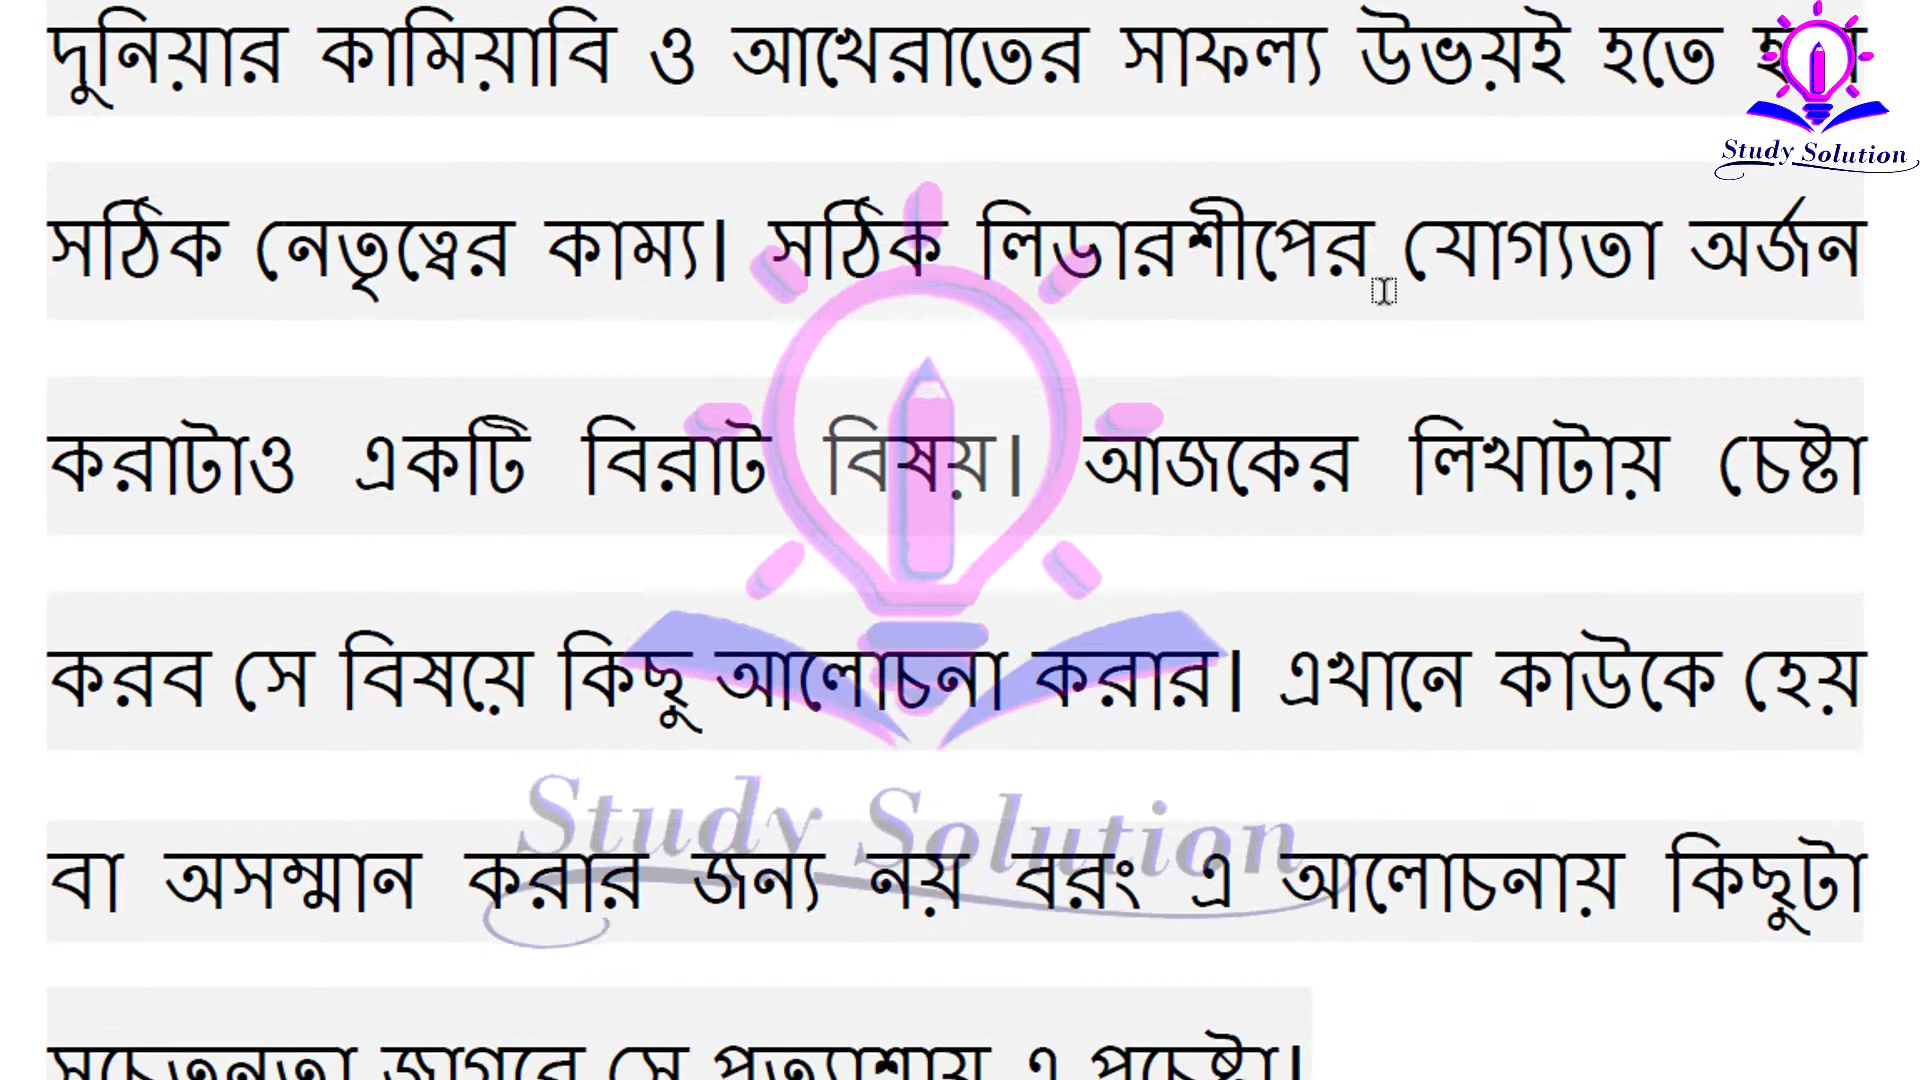 দুনিয়ার কামিয়াবি ও আখেরাতের সাফল্য উভয়ই হতে
Study Solution
সঠিক নেতৃত্বের কাম্য। সঠিক লিডারশীপের যোগ্যতা অর্জন
করাটাও একটি বিরাট বিষয়। আজকের লিখাটায় চেষ্টা
করব সে বিষয়ে কিছু আলোচনা করার। এখানে কাউকে হেয়
Study Solution
বা অসম্মান করার জন্য নয় বরং এ আলোচনায় কিছুটা
সচেতনতা জাগবে সে প্রত্যাশায় এ প্রচেষ্টা।